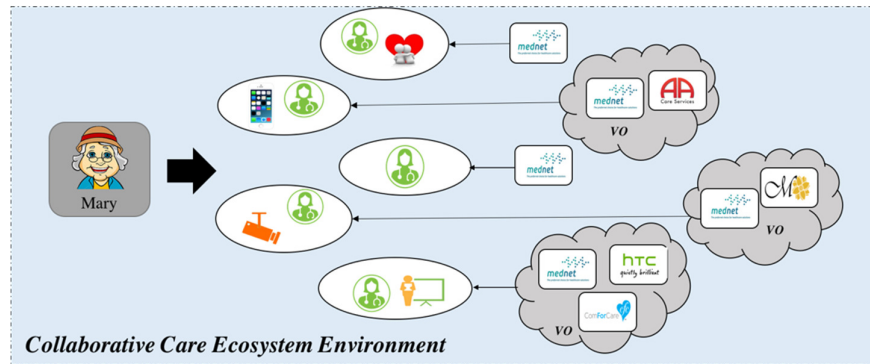 mednet
mednet
AA
Care Services
VO
Mary
mednet
mednet
M
VO
mednet
hTC
quietly brilliant
ComForCare
VO
Collaborative Care Ecosystem Environment